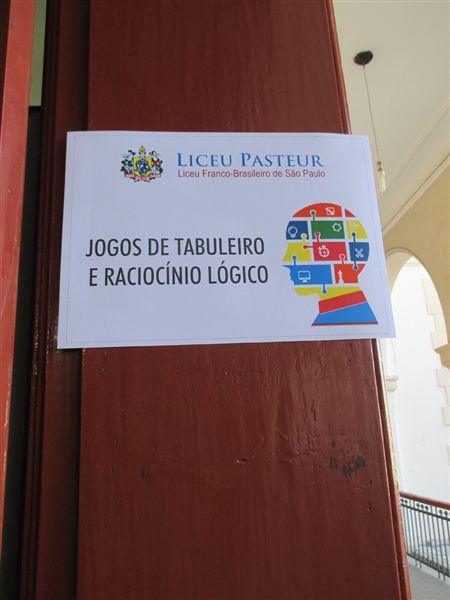 LICEU PASTEUR
Liceu Franco-Brasileiro de São Paulo
JOGOS DE TABULEIRO
E RACIOCÍNIO LÓGICO